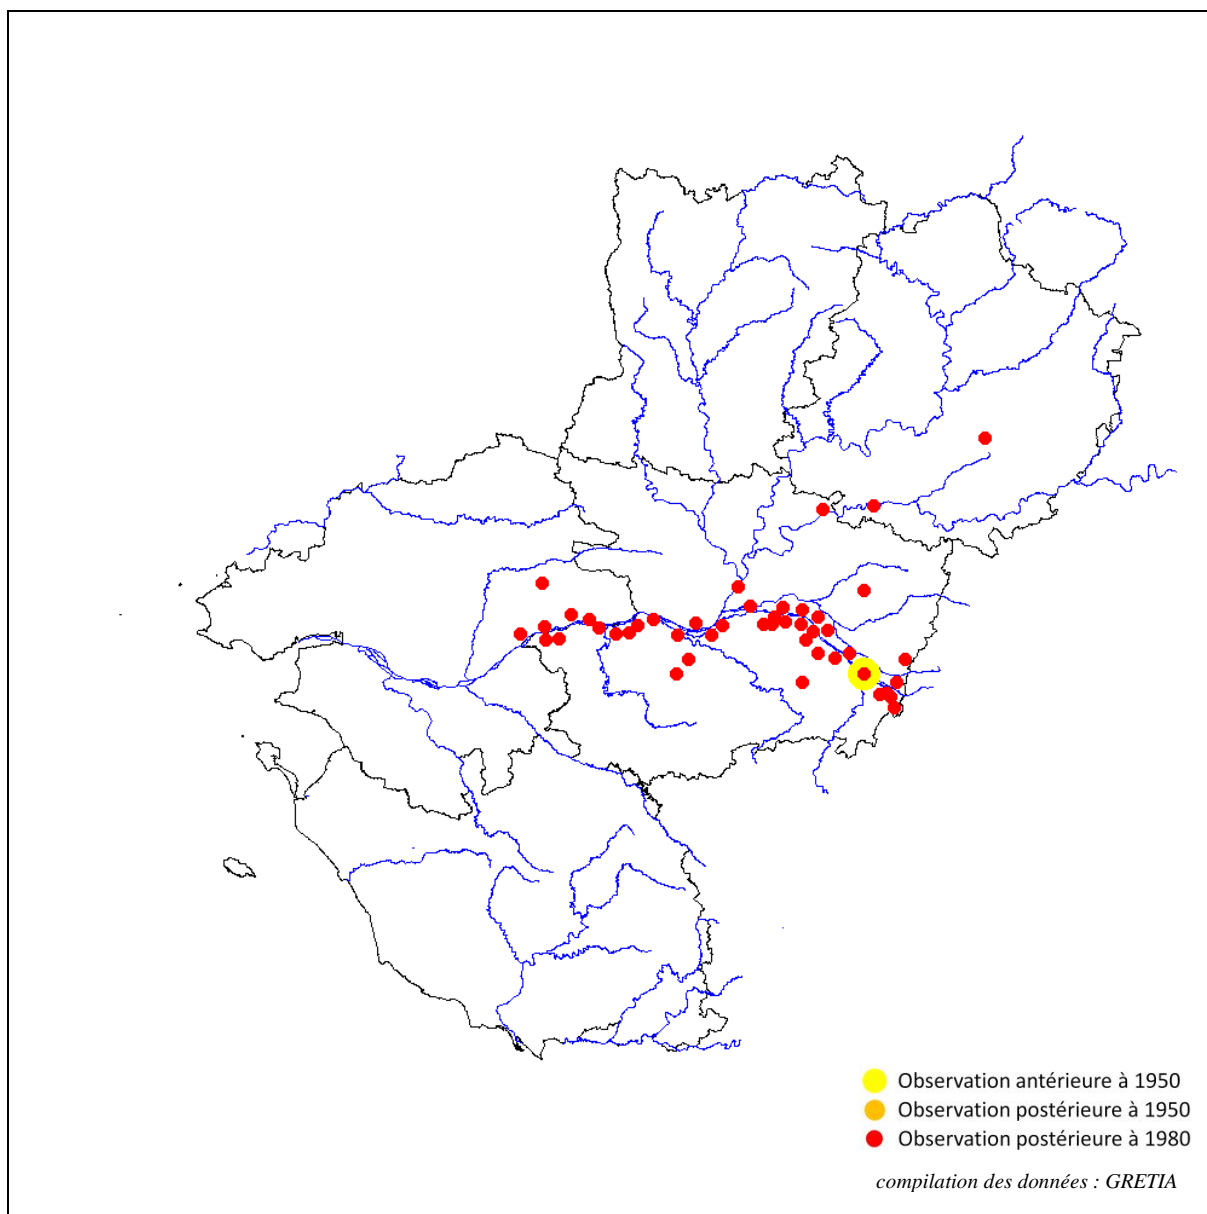 Observation antérieure à 1950
Observation postérieure à 1950
Observation postérieure à 1980
compilation des données : GRETIA